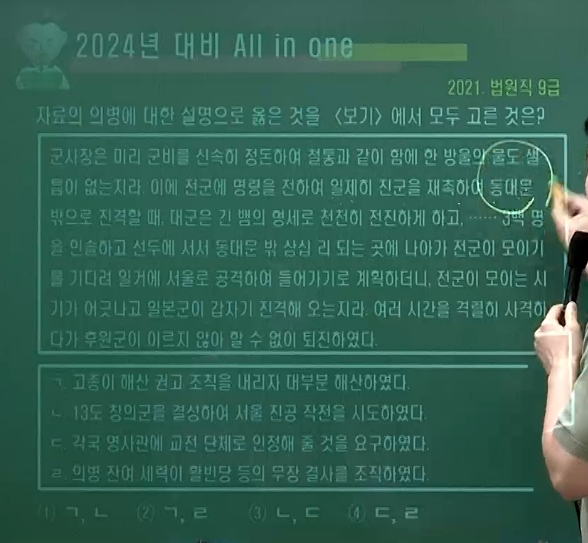 2024년 대비 All in one
2021. 법원직 9급
자료의 의병에 대한 설명으로 옳은 것을 〈보기〉에서 모두 고른 것은?
군사장은 미리 군비를 신속히 정돈하여 철통과 같이 함에 한 방울의 물도 샐
틈이 없는지라. 이에 전군에 명령을 전하여 일제히 진군을 재촉하여 동대문
밖으로 진격할 때, 대군은 긴 뱀의 형세로 천천히 전진하게 하고, …… 3백 명
을 인솔하고 선두에 서서 동대문 밖 삼십 리 되는 곳에 나아가 전군이 모이기
를 기다려 일거에 서울로 공격하여 들어가기로 계획하더니, 전군이 모이는 시
기가 어긋나고 일본군이 갑자기 진격해 오는지라. 여러 시간을 격렬히 사격하
다가 후원군이 이르지 않아 할 수 없이 퇴진하였다.
ㄱ. 고종이 해산 권고 조칙을 내리자 대부분 해산하였다.
ㄴ. 13도 창의군을 결성하여 서울 진공 작전을 시도하였다.
ㄷ. 각국 영사관에 교전 단체로 인정해 줄 것을 요구하였다.
ㄹ. 의병 잔여 세력이 활빈당 등의 무장 결사를 조직하였다.
(1) ㄱ, ㄴ (2) ㄱ, ㄹ (3) ㄴ, ㄷ (4) ㄷ, ㄹ